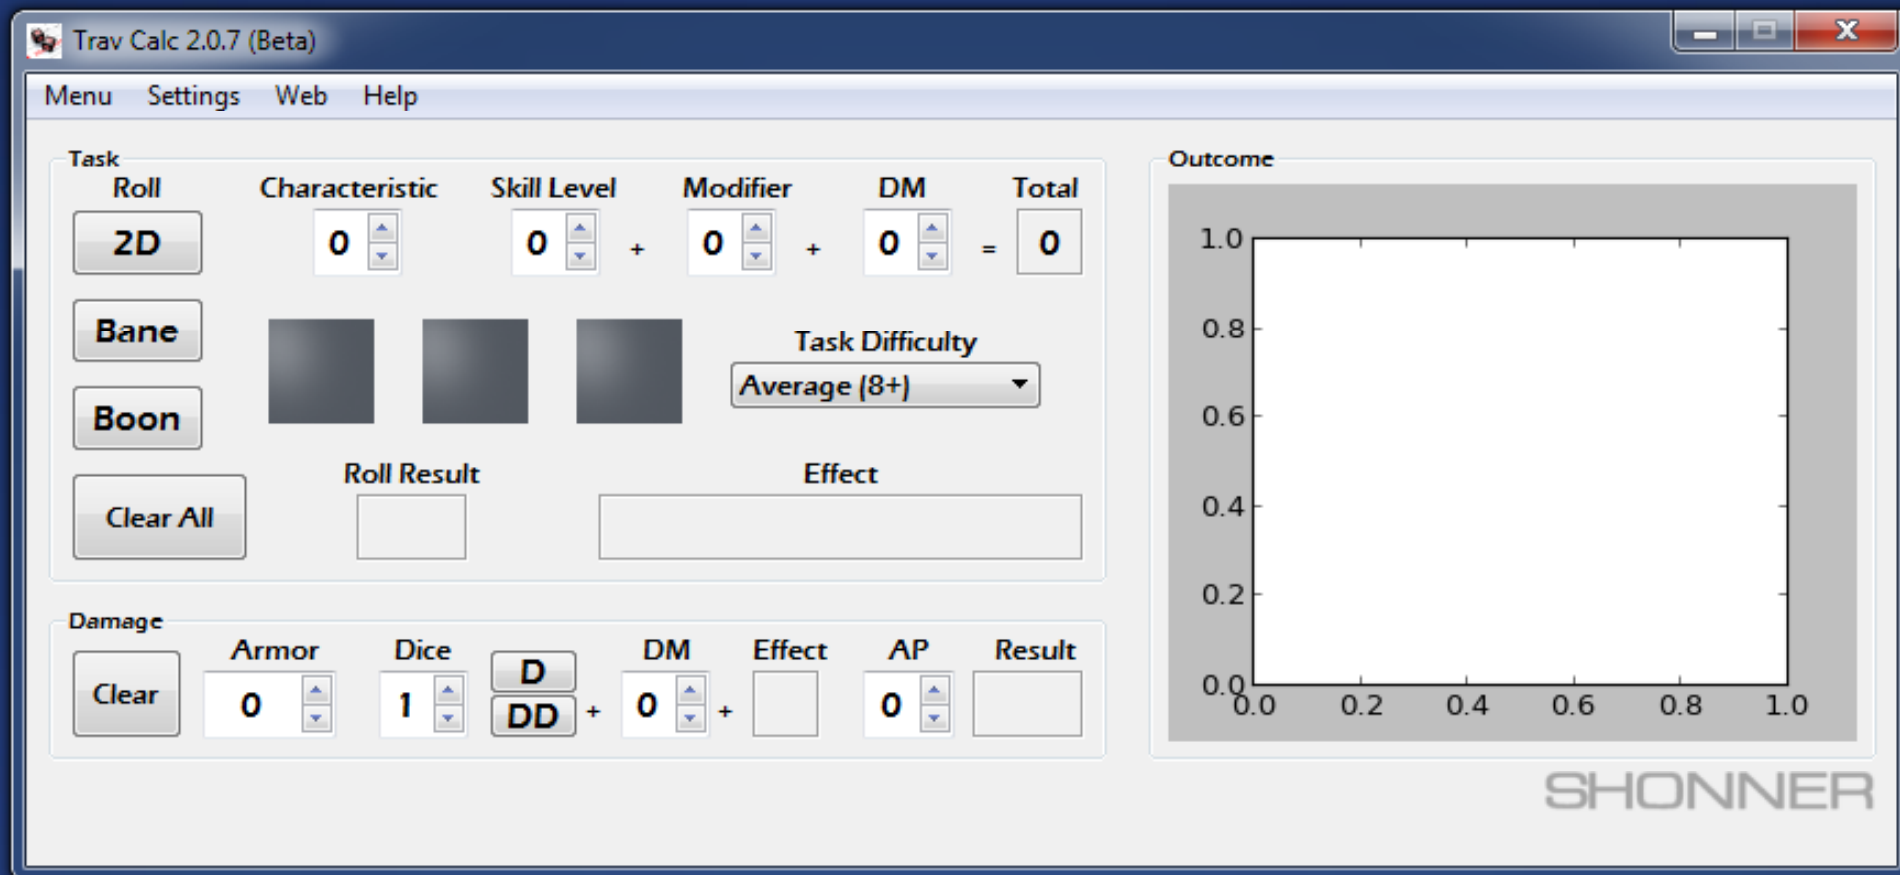 Trav Calc 2.0.7 (Beta)
Menu Settings Web Help
Task
Roll Characteristic Skill Level Modifier DM Total
2D 0 0 + 0 + 0 = 0
Bane
Task Difficulty
Average (8+)
Boon
Roll Result Effect
Clear All
Damage
Armor Dice DM Effect AP Result
Clear 0 1 D DD + 0 + 0
Outcome
1.0
0.8
0.6
0.4
0.2
0.0
0.0 0.2 0.4 0.6 0.8 1.0
SHONNER